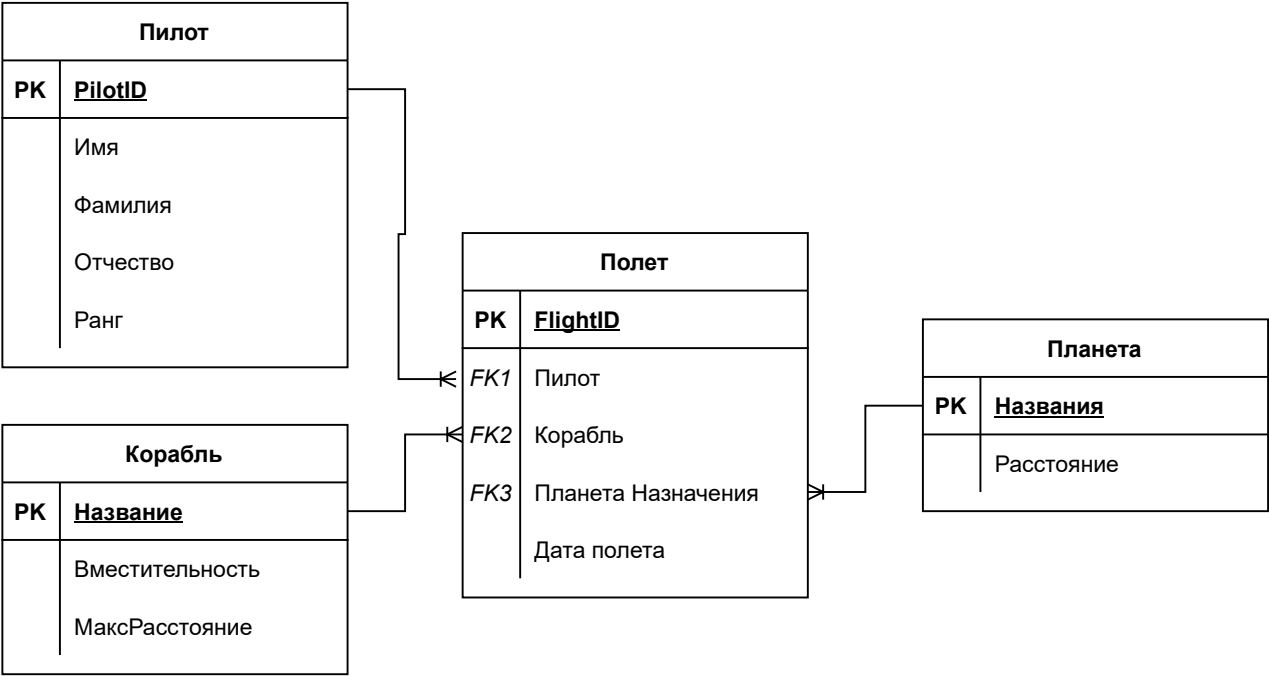 Пилот
PK PilotID
Имя
Фамилия
Отчество
Ранг
Корабль
PK Название
Вместительность
МаксРасстояние
Полет
PK FlightID
FK1 Пилот
FK2 Корабль
FK3 Планета Назначения
Дата полета
Планета
PK Названия
Расстояние